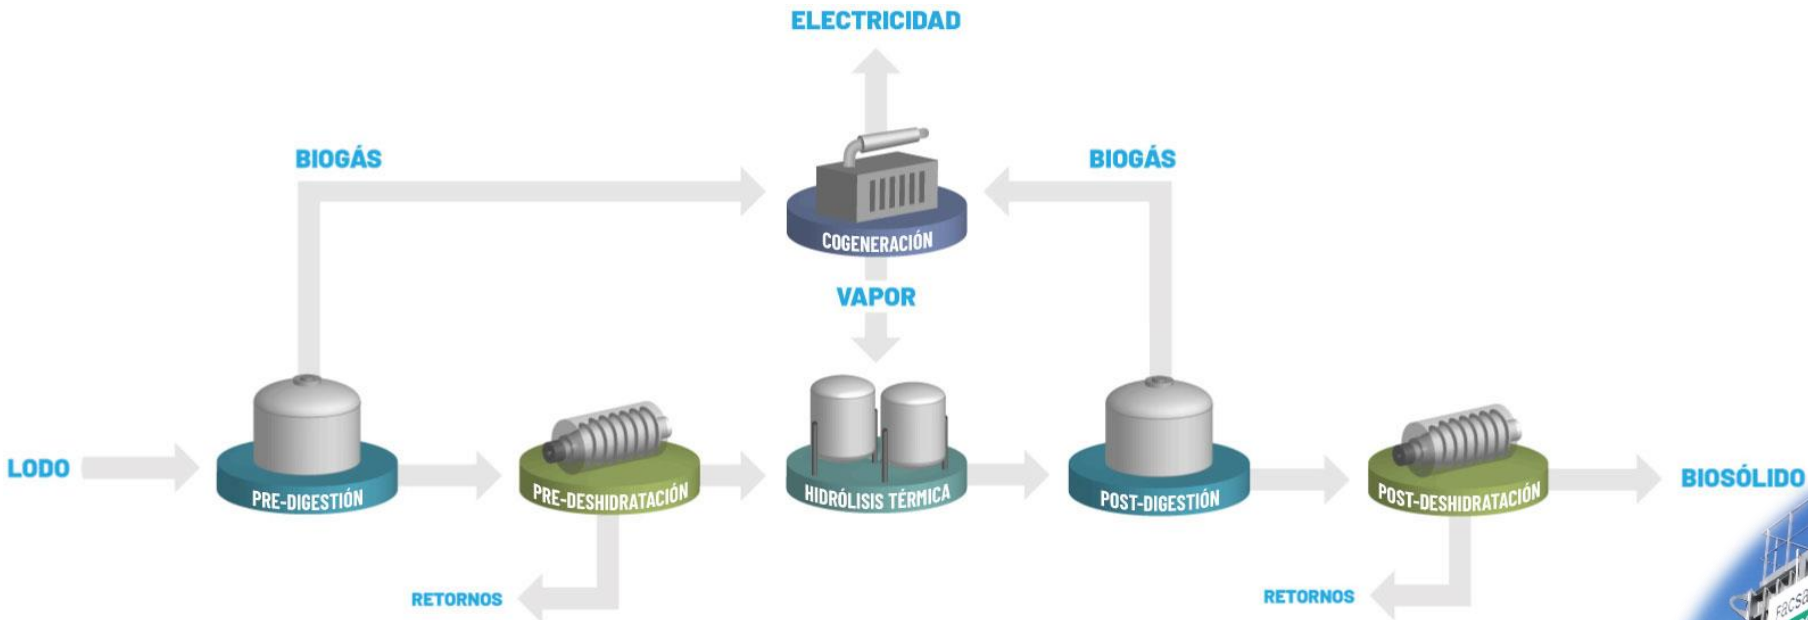 ELECTRICIDAD
BIOGÁS
BIOGÁS
COGENERACIÓN
VAPOR
LODO
PRE-DIGESTIÓN
PRE-DESHIDRATACIÓN
HIDRÓLISIS TÉRMICA
POST-DIGESTIÓN
POST-DESHIDRATACIÓN
BIOSÓLIDO
RETORNOS
RETORNOS